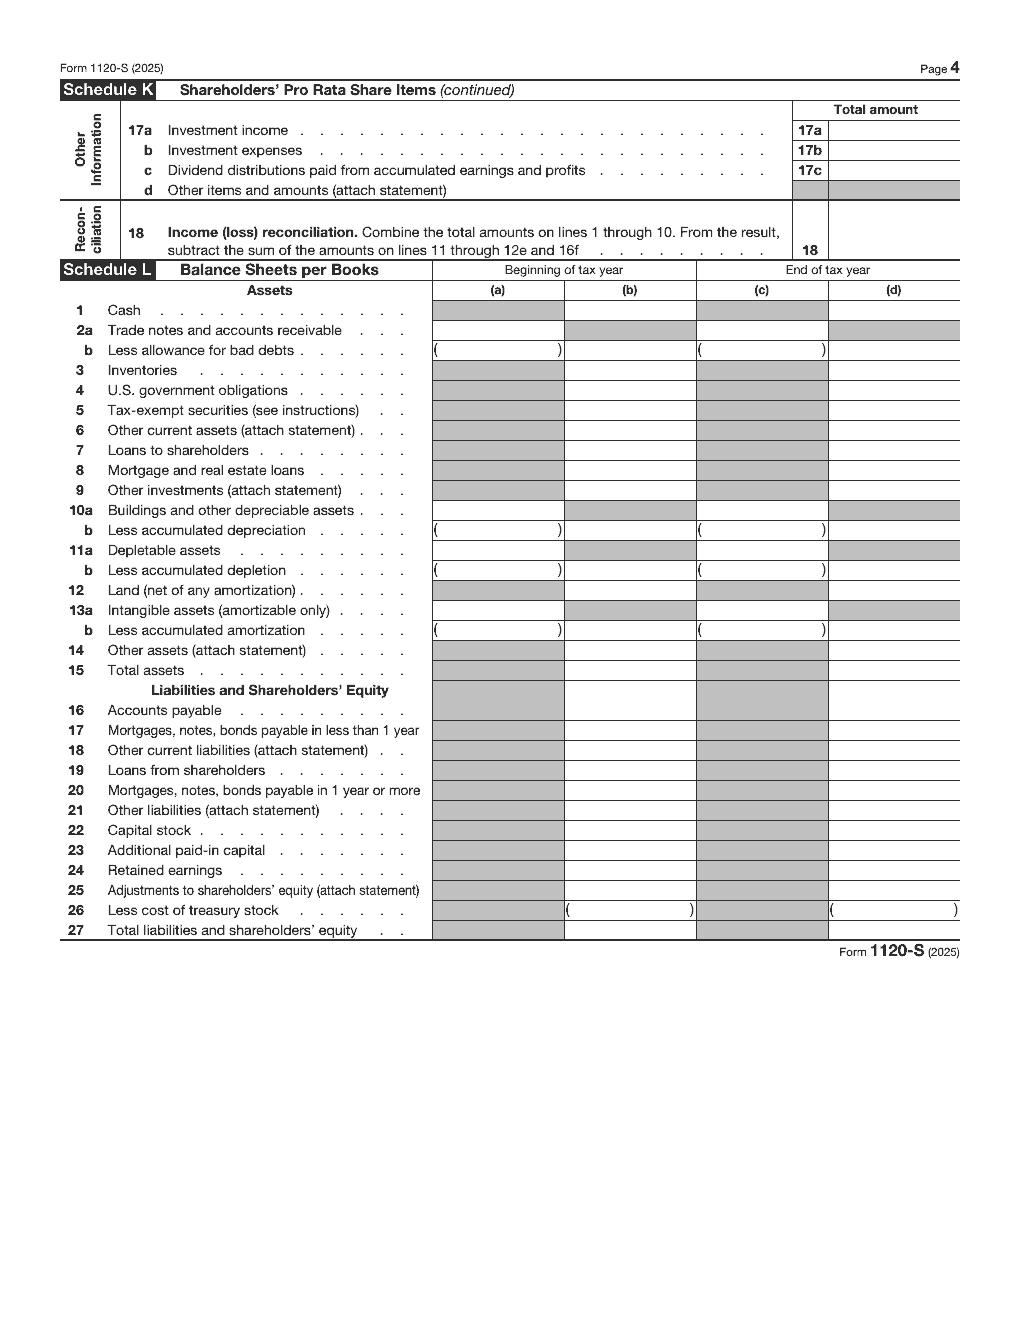 Form 1120-S (2025) Page 4
Schedule K Shareholders' Pro Rata Share Items (continued)
Total amount
Other Information
17a Investment income . . . . . . . . . . . . . . . . . . . . . . . . 17a
b Investment expenses . . . . . . . . . . . . . . . . . . . . . . . 17b
c Dividend distributions paid from accumulated earnings and profits . . . . . . . . . 17c
d Other items and amounts (attach statement)
Recon-ciliation
18 Income (loss) reconciliation. Combine the total amounts on lines 1 through 10. From the result,
subtract the sum of the amounts on lines 11 through 12e and 16f . . . . . . . . . 18
Schedule L Balance Sheets per Books Beginning of tax year End of tax year
Assets (a) (b) (c) (d)
1 Cash . . . . . . . . . . . . .
2a Trade notes and accounts receivable . . .
b Less allowance for bad debts . . . . . . ( ) ( )
3 Inventories . . . . . . . . . . .
4 U.S. government obligations . . . . . .
5 Tax-exempt securities (see instructions) . .
6 Other current assets (attach statement) . . .
7 Loans to shareholders . . . . . . . .
8 Mortgage and real estate loans . . . . .
9 Other investments (attach statement) . . .
10a Buildings and other depreciable assets . . .
b Less accumulated depreciation . . . . . ( ) ( )
11a Depletable assets . . . . . . . . .
b Less accumulated depletion . . . . . . ( ) ( )
12 Land (net of any amortization) . . . . . .
13a Intangible assets (amortizable only) . . . .
b Less accumulated amortization . . . . . ( ) ( )
14 Other assets (attach statement) . . . . .
15 Total assets . . . . . . . . . . .
Liabilities and Shareholders' Equity
16 Accounts payable . . . . . . . . .
17 Mortgages, notes, bonds payable in less than 1 year
18 Other current liabilities (attach statement) . .
19 Loans from shareholders . . . . . . .
20 Mortgages, notes, bonds payable in 1 year or more
21 Other liabilities (attach statement) . . . .
22 Capital stock . . . . . . . . . . .
23 Additional paid-in capital . . . . . . .
24 Retained earnings . . . . . . . . .
25 Adjustments to shareholders' equity (attach statement)
26 Less cost of treasury stock . . . . . . ( ) ( )
27 Total liabilities and shareholders' equity . .
Form 1120-S (2025)